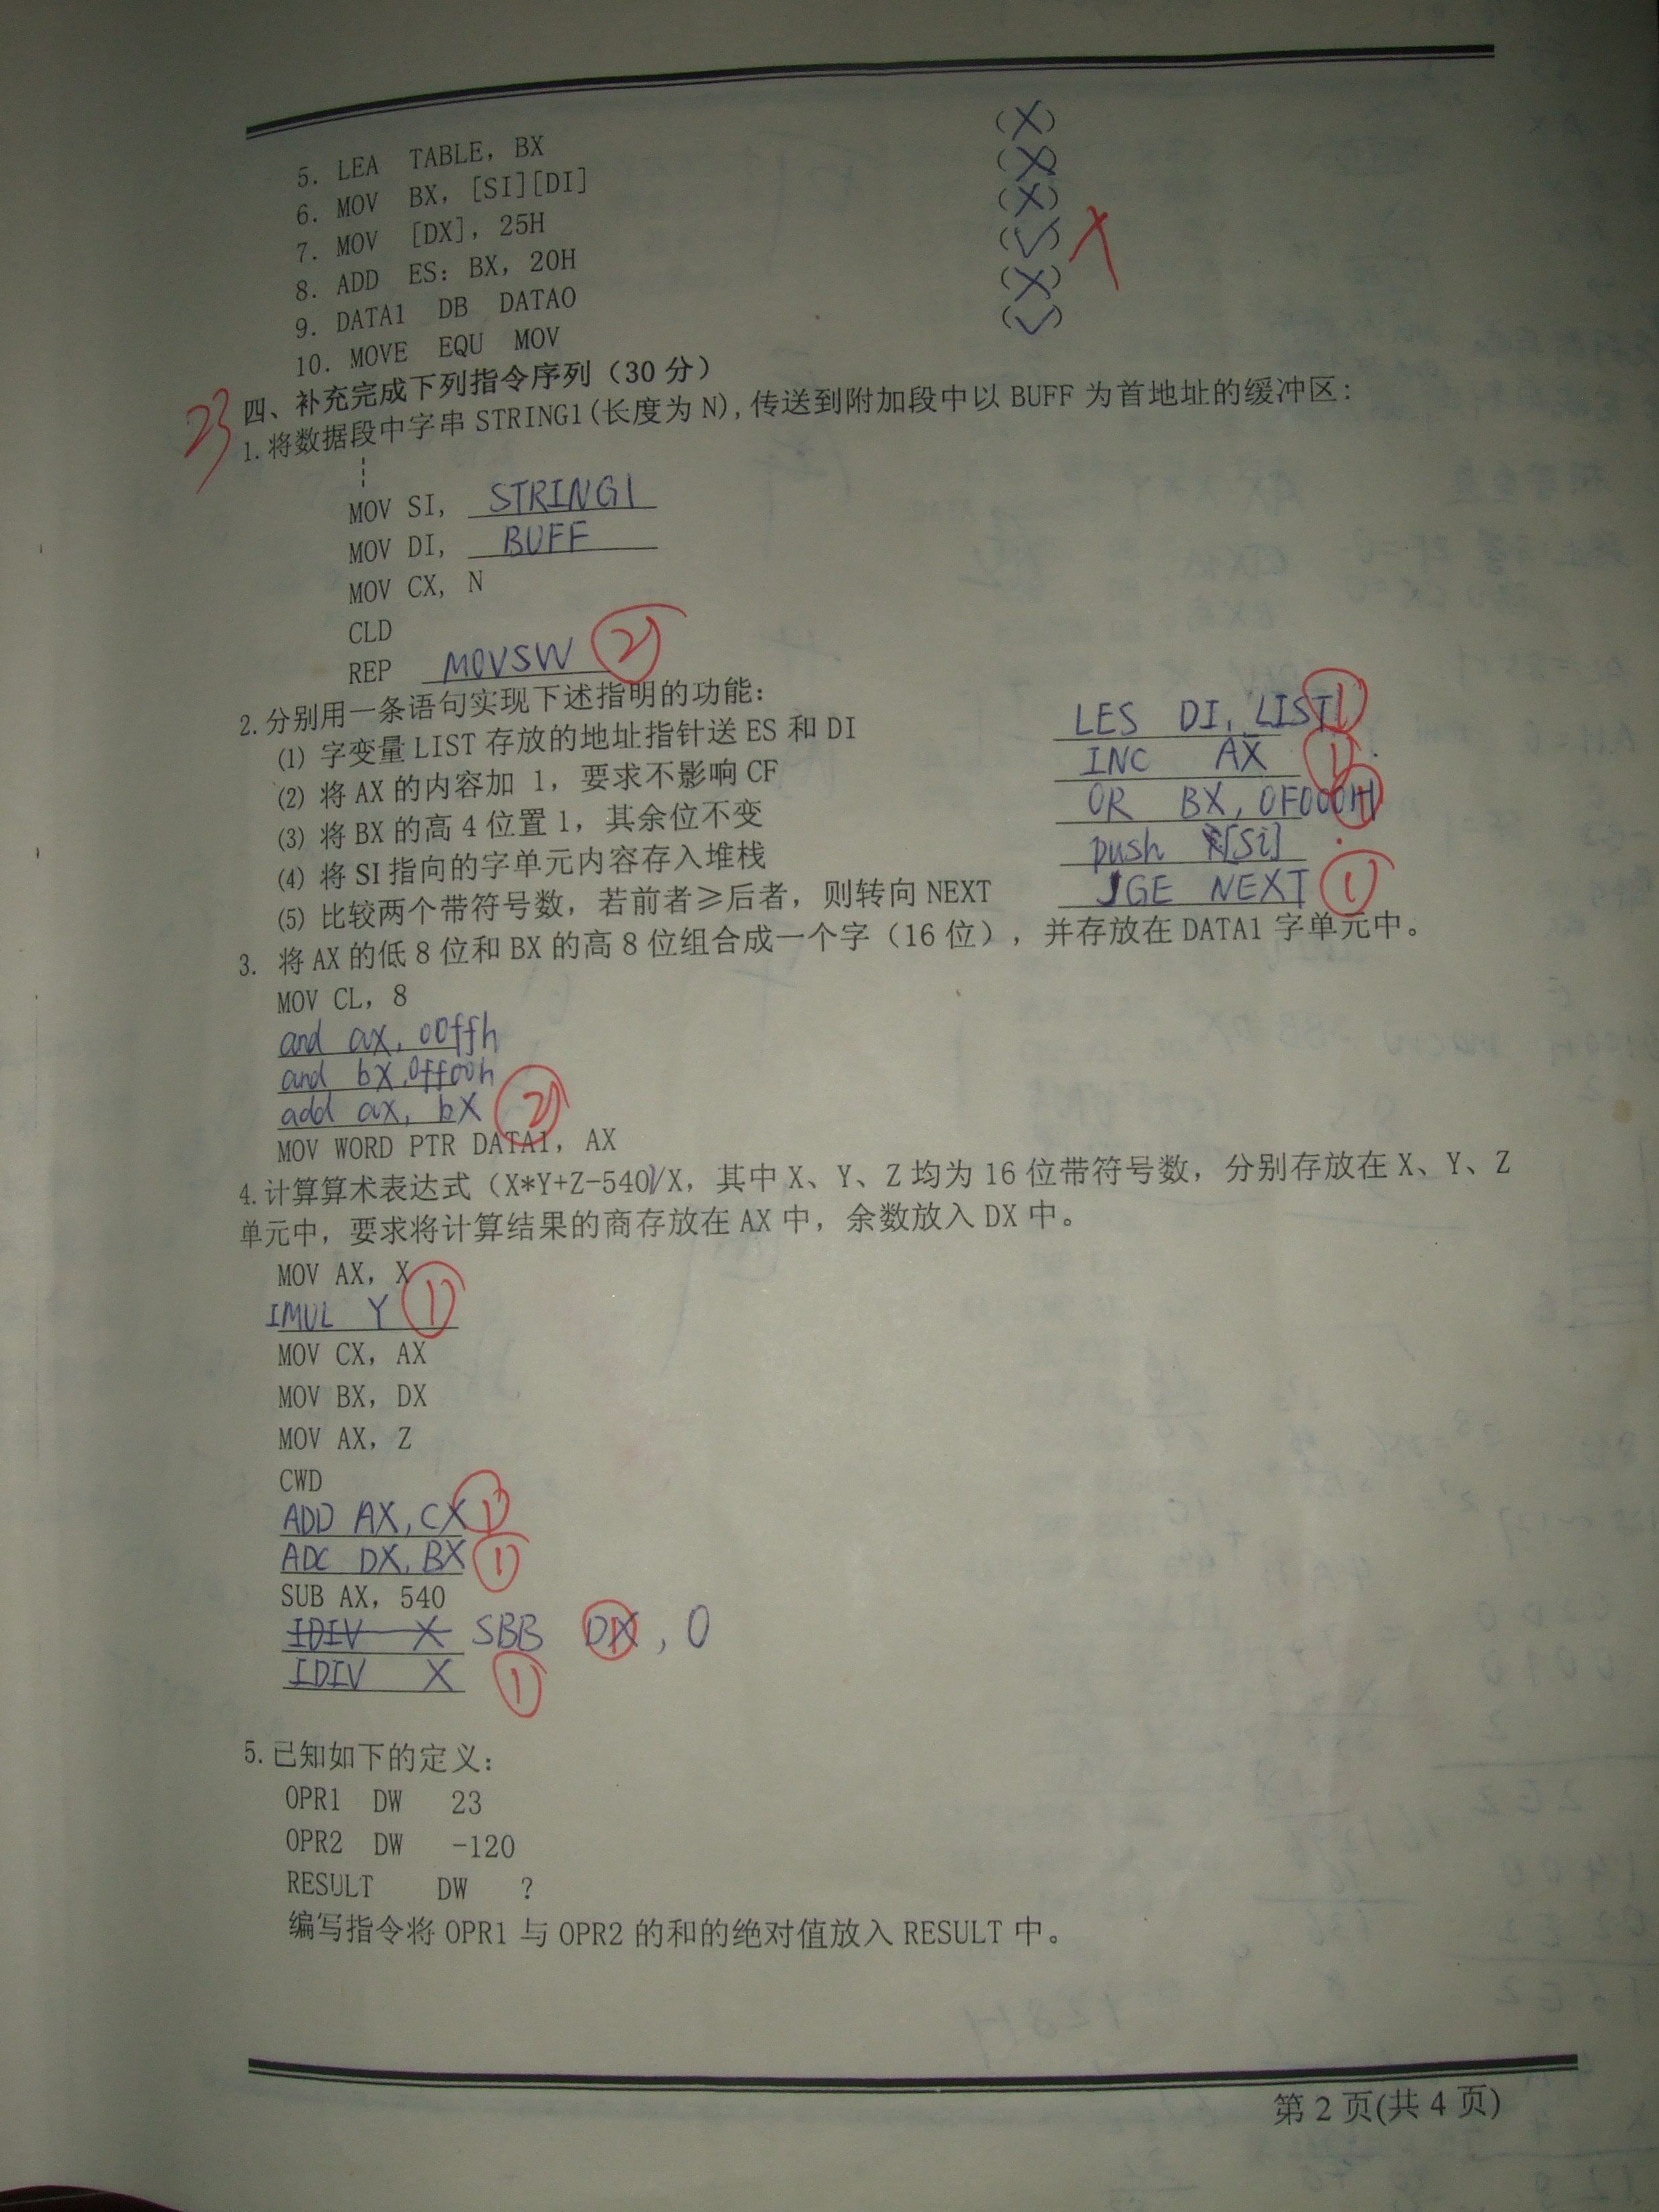 5. LEA TABLE, BX (X)
6. MOV BX, [SI][DI] (X)
7. MOV [DX], 25H (X)
8. ADD ES: BX, 20H (√) X
9. DATA1 DB DATA0 (X)
10. MOVE EQU MOV (√)
23 四、补充完成下列指令序列（30 分）
1.将数据段中字串 STRING1(长度为 N),传送到附加段中以 BUFF 为首地址的缓冲区：
MOV SI, STRING1
MOV DI, BUFF
MOV CX, N
CLD
REP MOVSW 2
2.分别用一条语句实现下述指明的功能：
(1) 字变量 LIST 存放的地址指针送 ES 和 DI LES DI, LIST 1
(2) 将 AX 的内容加 1，要求不影响 CF INC AX 1
(3) 将 BX 的高 4 位置 1，其余位不变 OR BX, 0F000H 1
(4) 将 SI 指向的字单元内容存入堆栈 push [Si]
(5) 比较两个带符号数，若前者≥后者，则转向 NEXT JGE NEXT 1
3. 将 AX 的低 8 位和 BX 的高 8 位组合成一个字（16 位），并存放在 DATA1 字单元中。
MOV CL, 8
and ax, 00ffh
and bx, 0ff00h
add ax, bx 2
MOV WORD PTR DATA1, AX
4.计算算术表达式（X*Y+Z-540)/X，其中 X、Y、Z 均为 16 位带符号数，分别存放在 X、Y、Z
单元中，要求将计算结果的商存放在 AX 中，余数放入 DX 中。
MOV AX, X
IMUL Y 1
MOV CX, AX
MOV BX, DX
MOV AX, Z
CWD
ADD AX, CX 1
ADC DX, BX 1
SUB AX, 540
IDIV X SBB DX, 0
IDIV X 1
5.已知如下的定义：
OPR1 DW 23
OPR2 DW -120
RESULT DW ?
编写指令将 OPR1 与 OPR2 的和的绝对值放入 RESULT 中。
第 2 页(共 4 页)